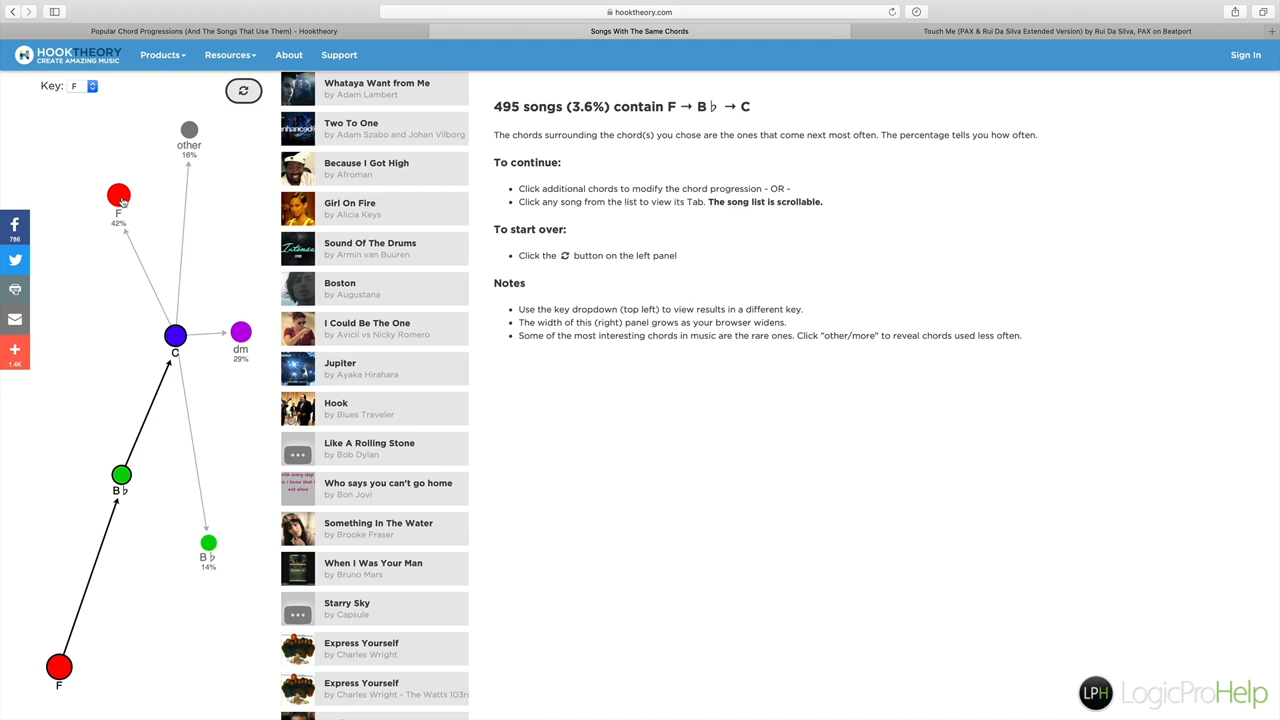 hooktheory.com
Popular Chord Progressions (And The Songs That Use Them) - Hooktheory
Songs With The Same Chords
Touch Me (PAX & Rui Da Silva Extended Version) by Rui Da Silva, PAX on Beatport
HOOKTHEORY
CREATE AMAZING MUSIC
Products
Resources
About
Support
Sign In
Key: F
other
16%
F
42%
C
dm
29%
B♭
B♭
14%
F
786
1.4K
Whataya Want from Me
by Adam Lambert
Two To One
by Adam Szabo and Johan Vilborg
Because I Got High
by Afroman
Girl On Fire
by Alicia Keys
Sound Of The Drums
by Armin van Buuren
Boston
by Augustana
I Could Be The One
by Avicii vs Nicky Romero
Jupiter
by Ayaka Hirahara
Hook
by Blues Traveler
Like A Rolling Stone
by Bob Dylan
Who says you can't go home
by Bon Jovi
Something In The Water
by Brooke Fraser
When I Was Your Man
by Bruno Mars
Starry Sky
by Capsule
Express Yourself
by Charles Wright
Express Yourself
by Charles Wright - The Watts 103r
495 songs (3.6%) contain F → B♭ → C
The chords surrounding the chord(s) you chose are the ones that come next most often. The percentage tells you how often.
To continue:
• Click additional chords to modify the chord progression - OR -
• Click any song from the list to view its Tab. The song list is scrollable.
To start over:
• Click the button on the left panel
Notes
• Use the key dropdown (top left) to view results in a different key.
• The width of this (right) panel grows as your browser widens.
• Some of the most interesting chords in music are the rare ones. Click "other/more" to reveal chords used less often.
LPH LogicProHelp